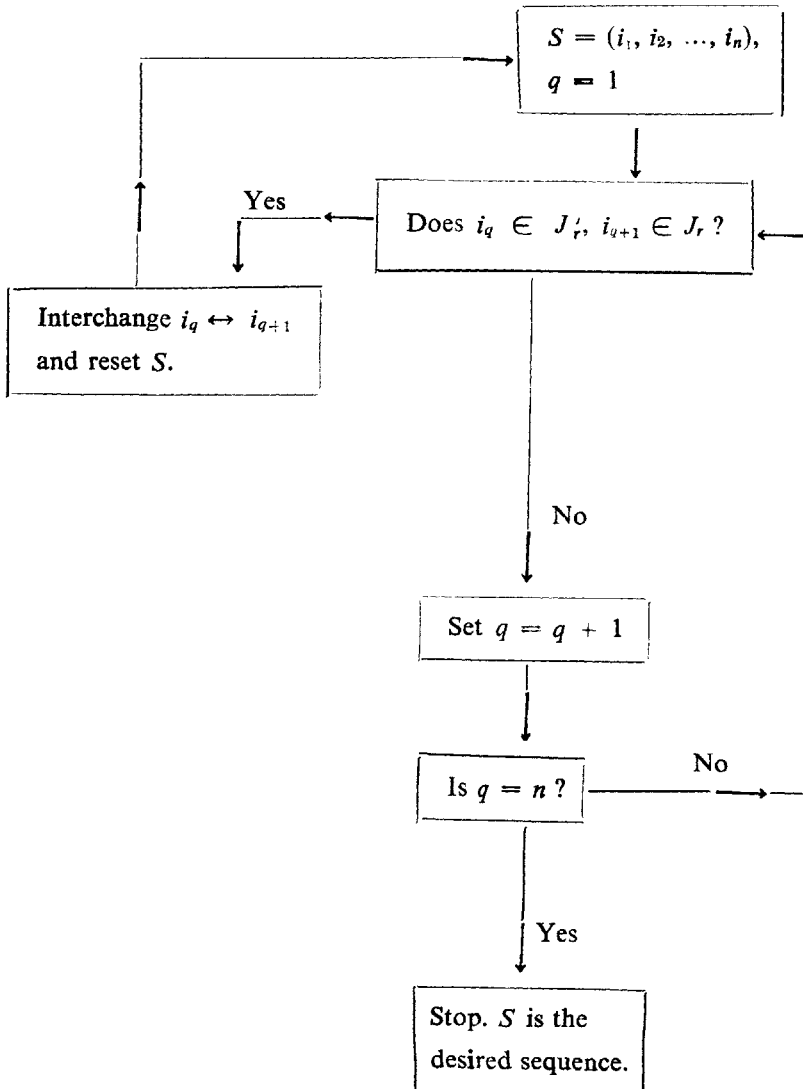 S = (i₁, i₂, ..., iₙ),
q = 1
Yes
Does i_q ∈ J′_r, i_{q+1} ∈ J_r ?
Interchange i_q ↔ i_{q+1}
and reset S.
No
Set q = q + 1
Is q = n ?
No
Yes
Stop. S is the
desired sequence.